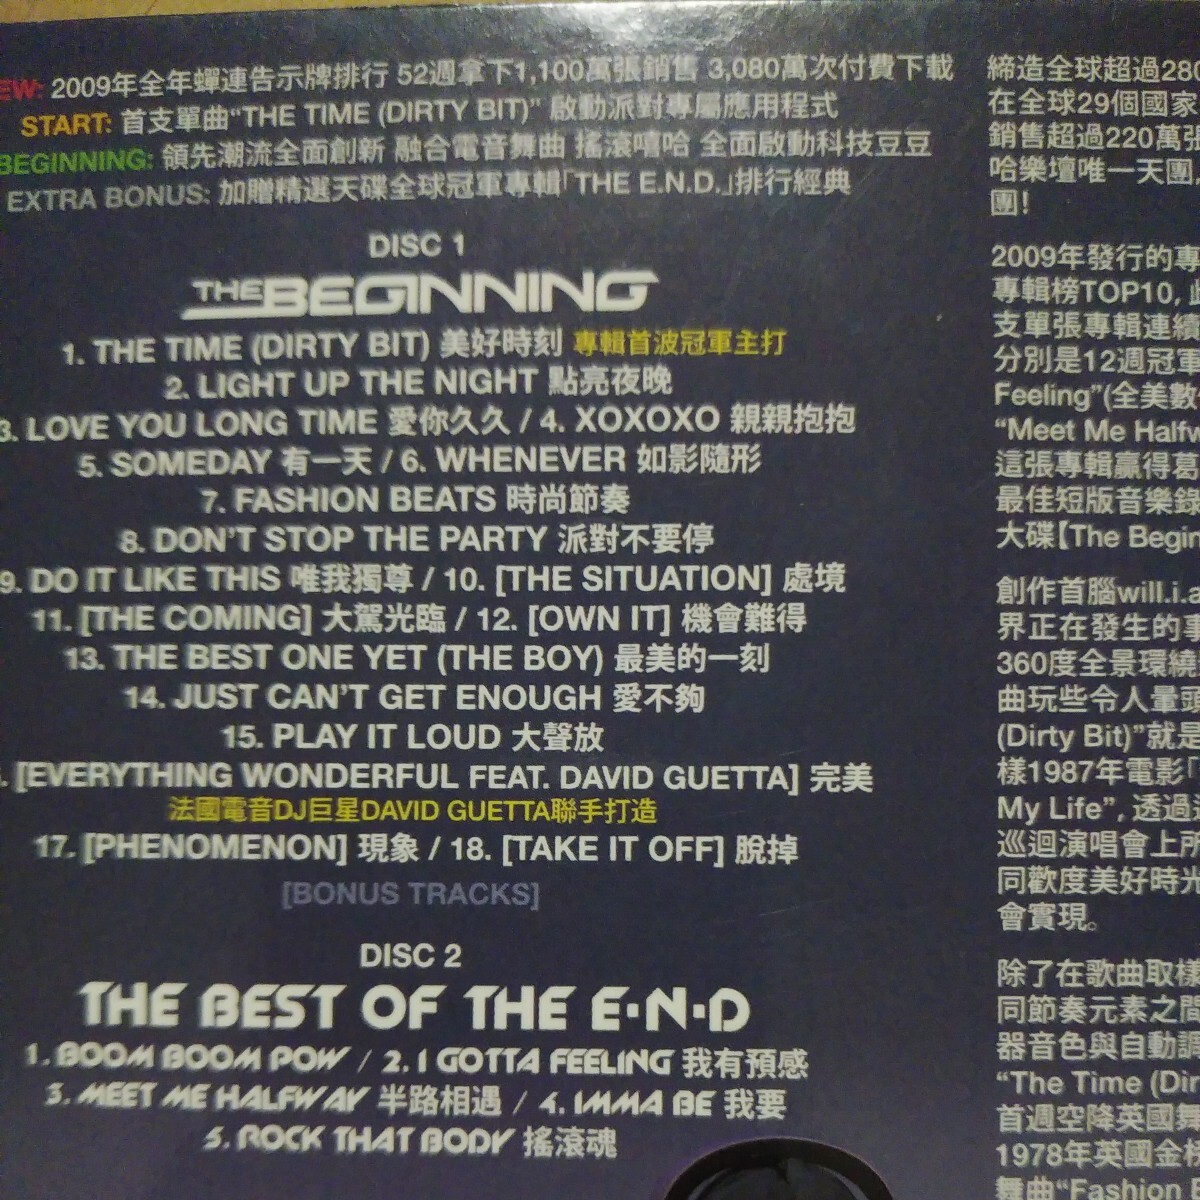 EW: 2009年全年蟬連告示牌排行 52週拿下1,100萬張銷售 3,080萬次付費下載
START: 首支單曲“THE TIME (DIRTY BIT)” 啟動派對專屬應用程式
BEGINNING: 領先潮流全面創新 融合電音舞曲 搖滾嘻哈 全面啟動科技豆豆
EXTRA BONUS: 加贈精選天碟全球冠軍專輯「THE E.N.D.」排行經典
DISC 1
THE BEGINNING
1. THE TIME (DIRTY BIT) 美好時刻 專輯首波冠軍主打
2. LIGHT UP THE NIGHT 點亮夜晚
3. LOVE YOU LONG TIME 愛你久久 / 4. XOXOXO 親親抱抱
5. SOMEDAY 有一天 / 6. WHENEVER 如影隨形
7. FASHION BEATS 時尚節奏
8. DON'T STOP THE PARTY 派對不要停
9. DO IT LIKE THIS 唯我獨尊 / 10. [THE SITUATION] 處境
11. [THE COMING] 大駕光臨 / 12. [OWN IT] 機會難得
13. THE BEST ONE YET (THE BOY) 最美的一刻
14. JUST CAN'T GET ENOUGH 愛不夠
15. PLAY IT LOUD 大聲放
. [EVERYTHING WONDERFUL FEAT. DAVID GUETTA] 完美
法國電音DJ巨星DAVID GUETTA聯手打造
17. [PHENOMENON] 現象 / 18. [TAKE IT OFF] 脫掉
[BONUS TRACKS]
DISC 2
THE BEST OF THE E·N·D
1. BOOM BOOM POW / 2. I GOTTA FEELING 我有預感
3. MEET ME HALFWAY 半路相遇 / 4. IMMA BE 我要
5. ROCK THAT BODY 搖滾魂
締造全球超過280
在全球29個國家
銷售超過220萬張
哈樂壇唯一天團,
團!
2009年發行的專
專輯榜TOP10, 此
支單張專輯連續
分別是12週冠軍
Feeling”(全美數
“Meet Me Halfw
這張專輯贏得葛
最佳短版音樂錄
大碟【The Begin
創作首腦will.i.a
界正在發生的事
360度全景環繞
曲玩些令人暈頭
(Dirty Bit)”就是
樣1987年電影「
My Life”, 透過
巡迴演唱會上所
同歡度美好時光
會實現。
除了在歌曲取樣
同節奏元素之間
器音色與自動調
“The Time (Dir
首週空降英國舞
1978年英國金榜
舞曲“Fashion B